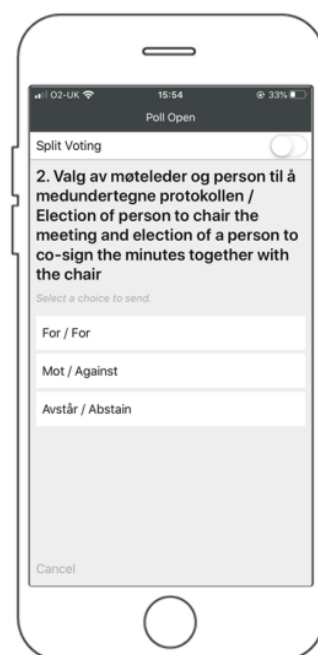 O2-UK 15:54 33%
Poll Open
Split Voting
2. Valg av møteleder og person til å
medundertegne protokollen /
Election of person to chair the
meeting and election of a person to
co-sign the minutes together with
the chair
Select a choice to send.
For / For
Mot / Against
Avstår / Abstain
Cancel